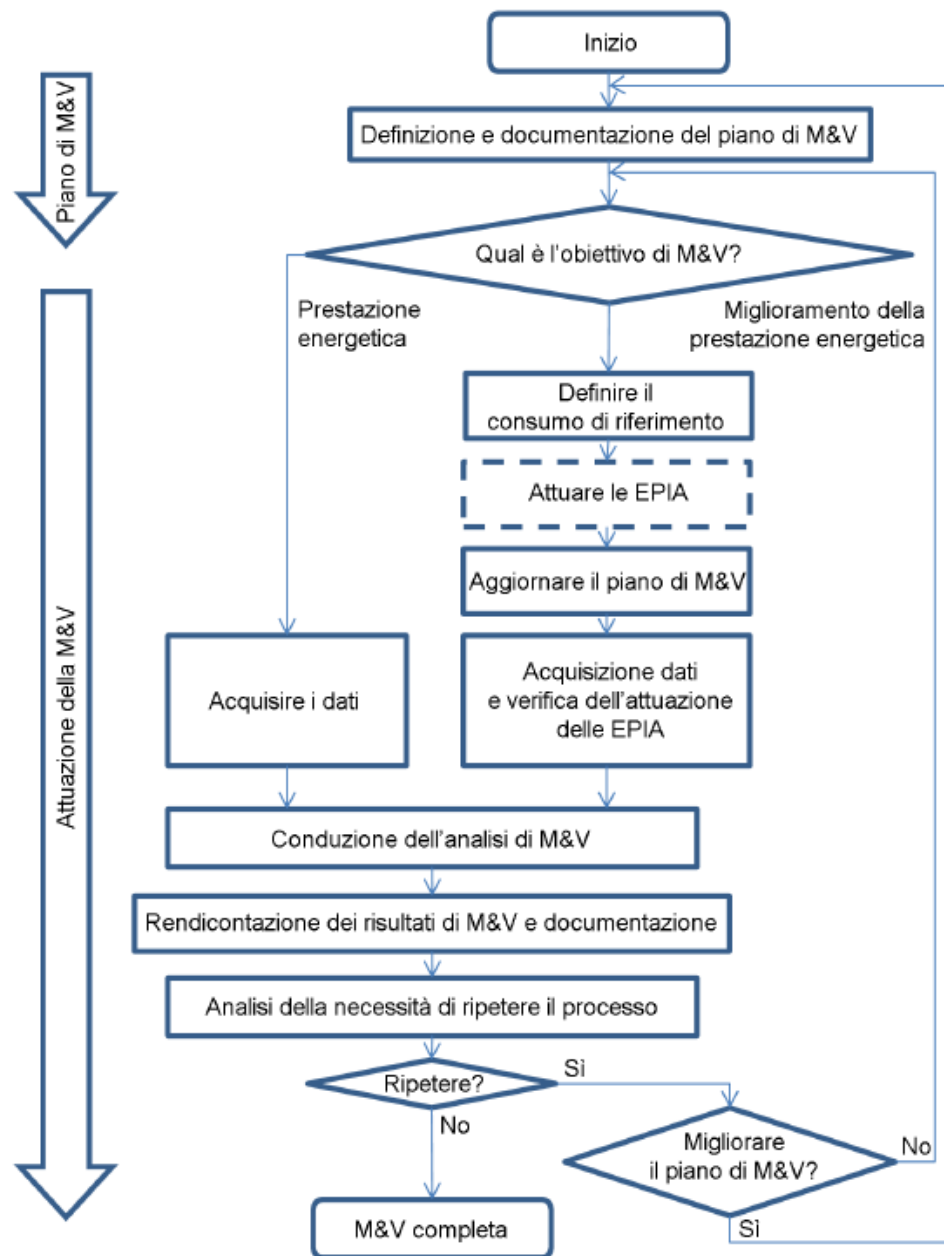 Inizio
Piano di M&V
Definizione e documentazione del piano di M&V
Qual è l'obiettivo di M&V?
Prestazione
energetica
Miglioramento della
prestazione energetica
Definire il
consumo di riferimento
Attuare le EPIA
Aggiornare il piano di M&V
Attuazione della M&V
Acquisire i dati
Acquisizione dati
e verifica dell'attuazione
delle EPIA
Conduzione dell'analisi di M&V
Rendicontazione dei risultati di M&V e documentazione
Analisi della necessità di ripetere il processo
Ripetere?
Sì
No
Migliorare
il piano di M&V?
No
Sì
M&V completa